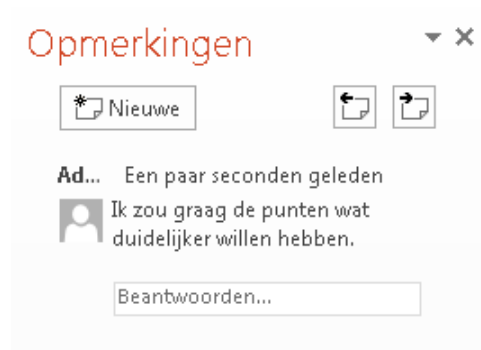 Opmerkingen
Nieuwe
Ad... Een paar seconden geleden
Ik zou graag de punten wat
duidelijker willen hebben.
Beantwoorden...